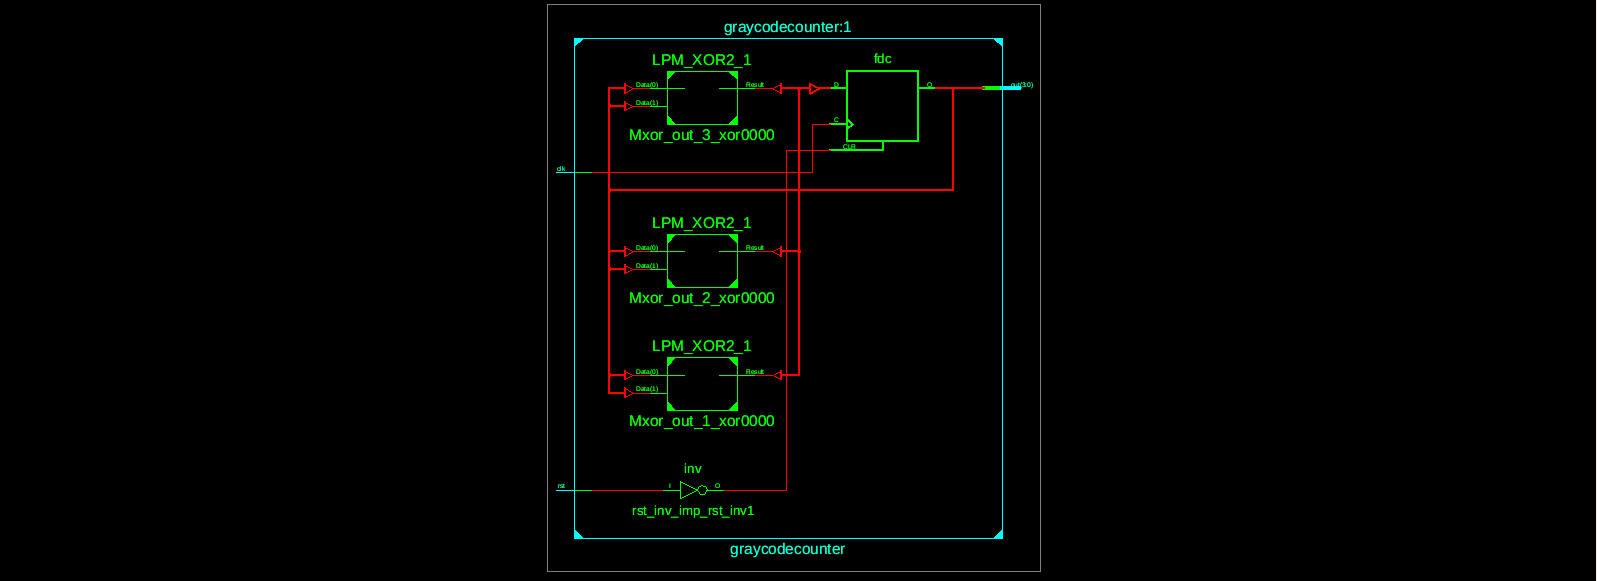 graycodecounter:1
LPM_XOR2_1
fdc
Data(0)
Result
D
Q
out(3:0)
Data(1)
C
Mxor_out_3_xor0000
CLR
clk
LPM_XOR2_1
Data(0)
Result
Data(1)
Mxor_out_2_xor0000
LPM_XOR2_1
Data(0)
Result
Data(1)
Mxor_out_1_xor0000
inv
rst
I
O
rst_inv_imp_rst_inv1
graycodecounter